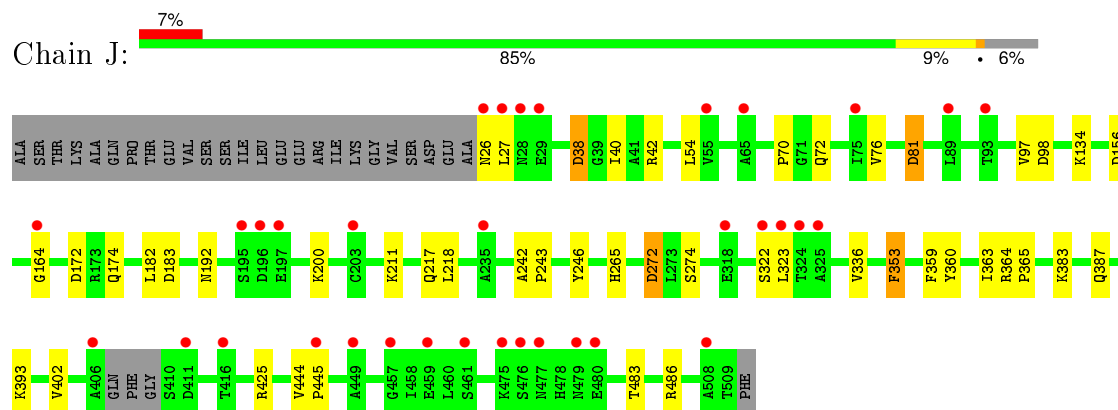 7%
Chain J:
85% 9% • 6%
ALA SER THR LYS ALA GLN PRO THR GLU VAL SER SER ILE LEU GLU GLU ARG ILE LYS GLY VAL SER ASP GLU ALA N26 L27 N28 E29 D38 G39 I40 A41 R42 L54 V55 A65 P70 G71 Q72 I75 V76 D81 L89 T93 V97 D98 K134 D156
G164 D172 R173 Q174 L182 D183 N192 S195 D196 E197 K200 C203 K211 Q217 L218 A235 A242 P243 Y246 H265 D272 L273 S274 E318 S322 L323 T324 A325 V336 F353 F359 Y360 I363 R364 P365 K383 Q387
K393 V402 A406 GLN PHE GLY S410 D411 T416 R425 V444 P445 A449 G457 I458 E459 L460 S461 K475 S476 N477 H478 N479 E480 T483 R486 A508 T509 PHE